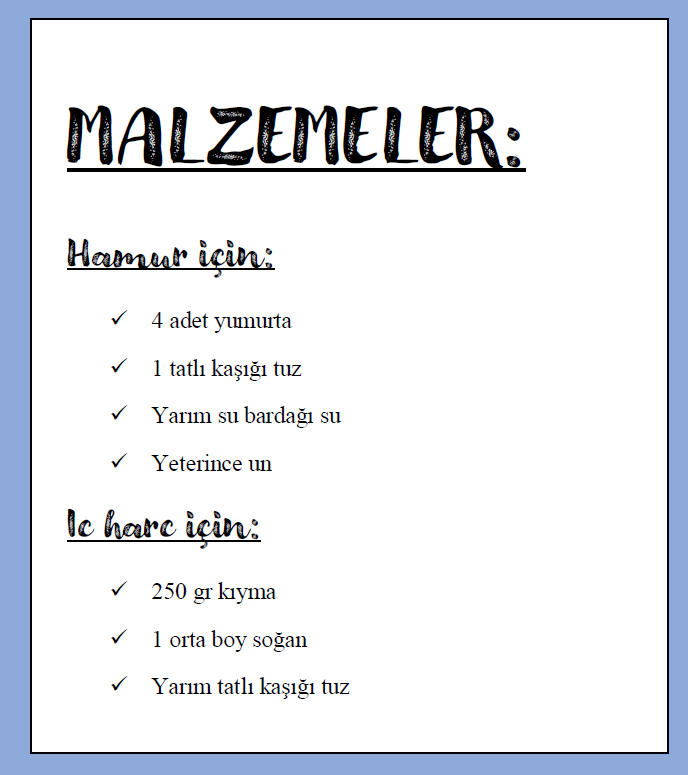 MALZEMELER:
Hamur için:
✓ 4 adet yumurta
✓ 1 tatlı kaşığı tuz
✓ Yarım su bardağı su
✓ Yeterince un
Ic harc için:
✓ 250 gr kıyma
✓ 1 orta boy soğan
✓ Yarım tatlı kaşığı tuz